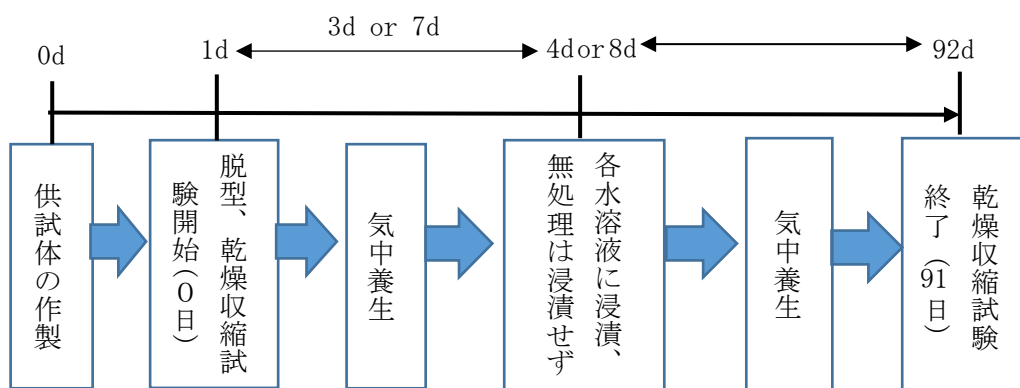 3d or 7d
0d
1d
4d or 8d
92d
供試体の作製
脱型、乾燥収縮試
験開始(0日)
気中養生
各水溶液に浸漬、
無処理は浸漬せず
気中養生
乾燥収縮試験
終了(91日)